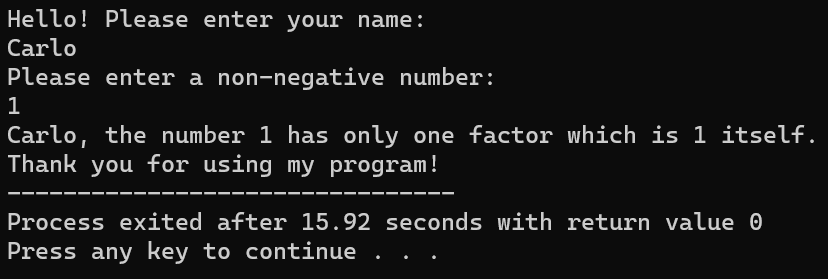 Hello! Please enter your name:
Carlo
Please enter a non-negative number:
1
Carlo, the number 1 has only one factor which is 1 itself.
Thank you for using my program!
--------------------------------
Process exited after 15.92 seconds with return value 0
Press any key to continue . . .